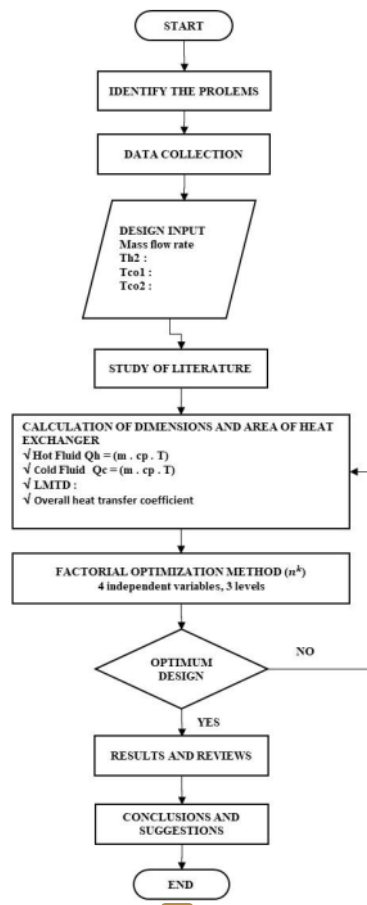 START
IDENTIFY THE PROLEMS
DATA COLLECTION
DESIGN INPUT
Mass flow rate
Th2 :
Tco1 :
Tco2 :
STUDY OF LITERATURE
CALCULATION OF DIMENSIONS AND AREA OF HEAT
EXCHANGER
√ Hot Fluid Qh = (m . cp . T)
√ Cold Fluid Qc = (m . cp . T)
√ LMTD :
√ Overall heat transfer coefficient
FACTORIAL OPTIMIZATION METHOD (n^k)
4 independent variables, 3 levels
OPTIMUM
DESIGN
NO
YES
RESULTS AND REVIEWS
CONCLUSIONS AND
SUGGESTIONS
END